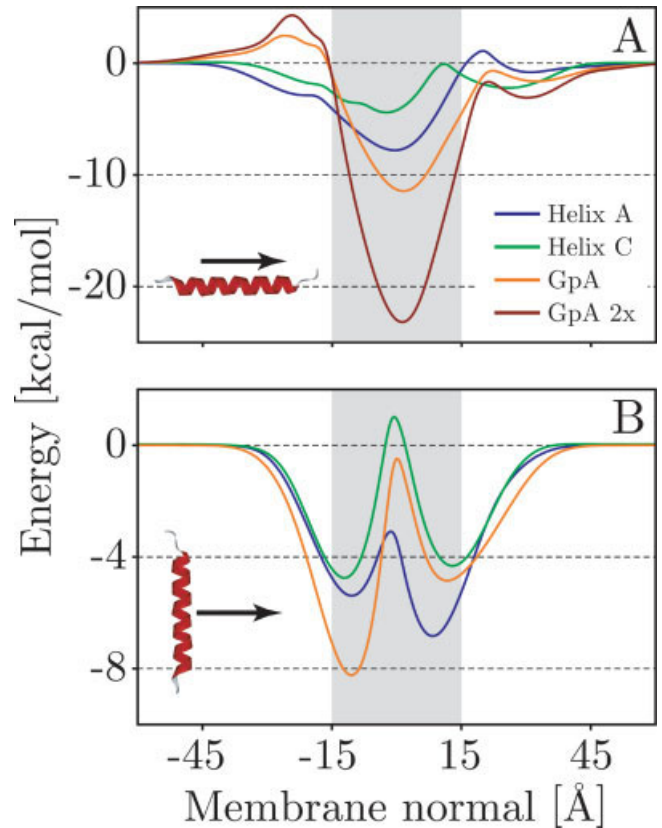 A
0
-10
-20
Helix A
Helix C
GpA
GpA 2x
Energy [kcal/mol]
B
0
-4
-8
-45 -15 15 45
Membrane normal [Å]